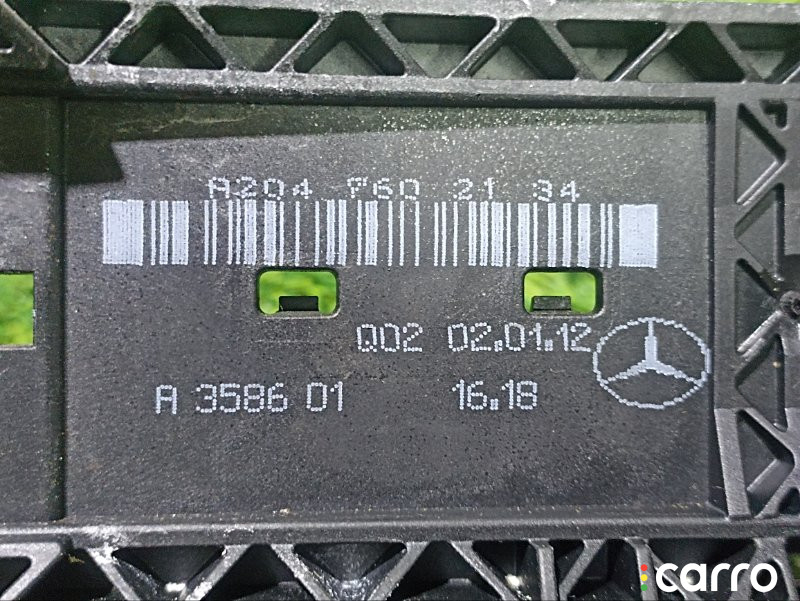 A204 760 21 34
Q02 02.01.12
A 3586 01 16.18
carro